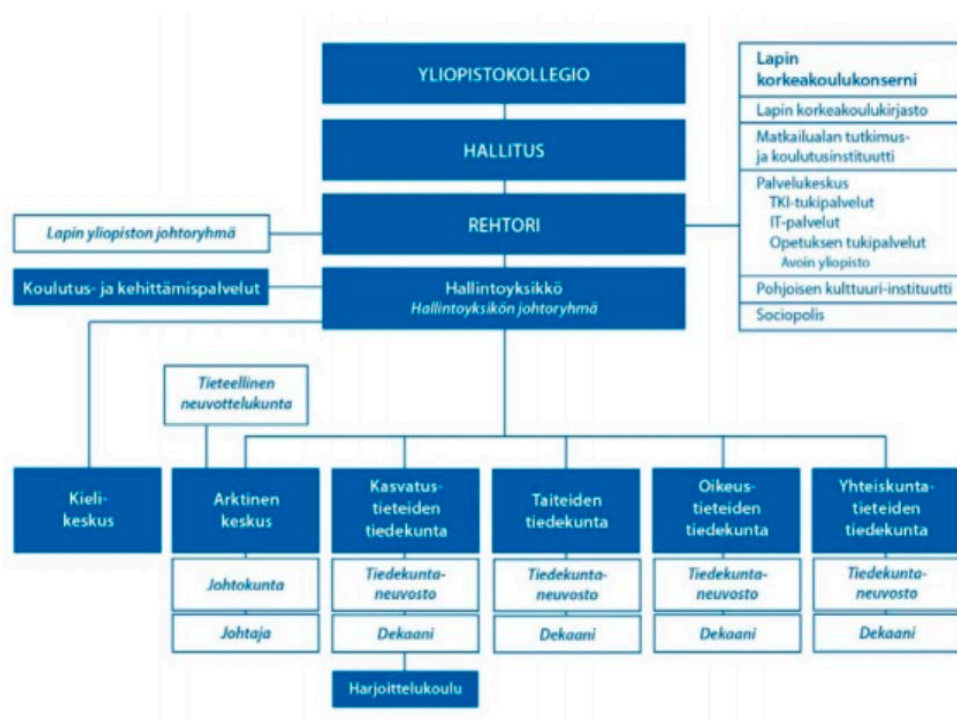 YLIOPISTOKOLLEGIO
HALLITUS
REHTORI
Lapin yliopiston johtoryhmä
Koulutus- ja kehittämispalvelut
Hallintoyksikkö
Hallintoyksikön johtoryhmä
Lapin
korkeakoulukonserni
Lapin korkeakoulukirjasto
Matkailualan tutkimus-
ja koulutusinstituutti
Palvelukeskus
TKI-tukipalvelut
IT-palvelut
Opetuksen tukipalvelut
Avoin yliopisto
Pohjoisen kulttuuri-instituutti
Sociopolis
Tieteellinen
neuvottelukunta
Kieli-
keskus
Arktinen
keskus
Johtokunta
Johtaja
Kasvatus-
tieteiden
tiedekunta
Tiedekunta-
neuvosto
Dekaani
Harjoittelukoulu
Taiteiden
tiedekunta
Tiedekunta-
neuvosto
Dekaani
Oikeus-
tieteiden
tiedekunta
Tiedekunta-
neuvosto
Dekaani
Yhteiskunta-
tieteiden
tiedekunta
Tiedekunta-
neuvosto
Dekaani